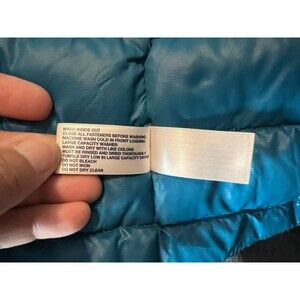 WASH INSIDE OUT
CLOSE ALL FASTENERS BEFORE WASHING
MACHINE WASH COLD IN FRONT LOADING
LARGE CAPACITY WASHER
WASH AND DRY WITH LIKE COLORS
MUST BE RINSED AND DRIED THOROUGHLY
TUMBLE DRY LOW IN LARGE CAPACITY DRYER
DO NOT BLEACH
DO NOT IRON
DO NOT DRY CLEAN